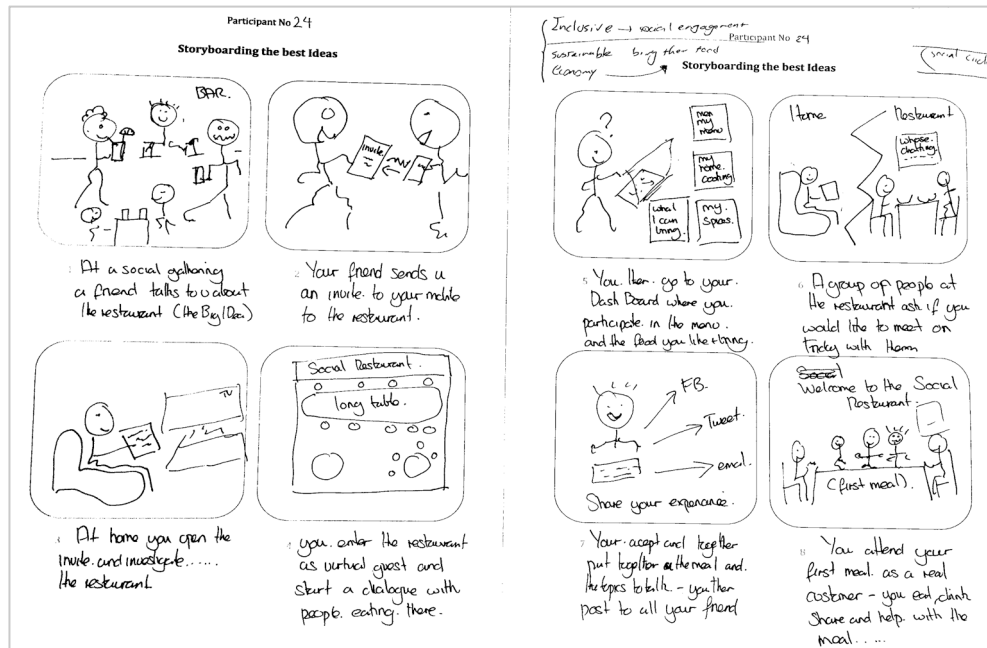 Participant No 24
Storyboarding the best Ideas
BAR.
1 At a social gathering
a friend talks to u about
the restaurant (the Big Idea)
invite.
2 Your friend sends u
an invite. to your mobile
to the restaurant.
TV
3 At home you open the
invite. and investigate......
the restaurant
Social Restaurant.
long table.
4 you. enter the restaurant
as virtual guest and
start a dialogue with
people. eating. there.
Inclusive → social engagement
Participant No 24
sustainable
Economy
Storyboarding the best Ideas
?
my
menu
my
home.
cooking
what
I can
bring.
my.
5 You. then. go to your.
Dash Board where you.
participate. in the menu.
and the food you like + bring.
Home
Restaurant
whose.
chatting.
6 A group of people at
the restaurant ask if you
would like to meet on
with them
FB.
Tweet.
email.
Share your experiance.
7 Your. acept and together
put together a the meal and.
the topics to talk. - you then
post to all your friend
Social
Welcome to the Social
Restaurant.
(first meal).
8 You attend your
first meal. as a real
customer - you eat, drink
Share and help. with the
meal.....